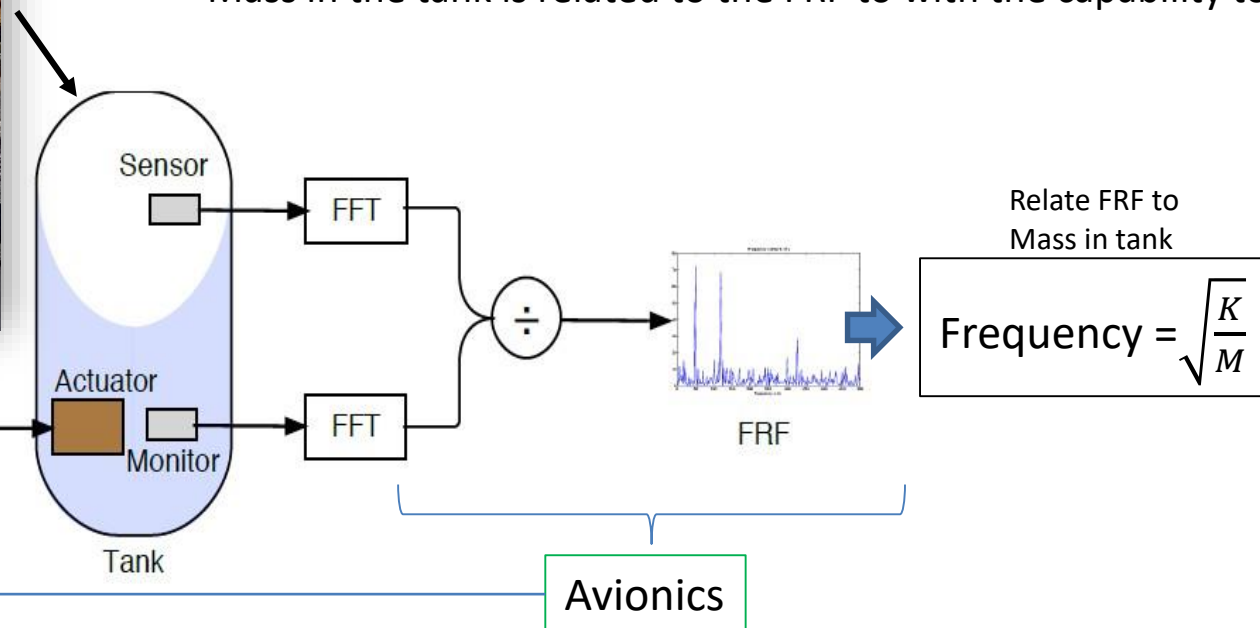 Mass in the tank is related to the FRF to with the capability to
Sensor
FFT
Relate FRF to
Mass in tank
÷
Frequency = √K/M
Actuator
Monitor
FFT
FRF
Tank
Avionics